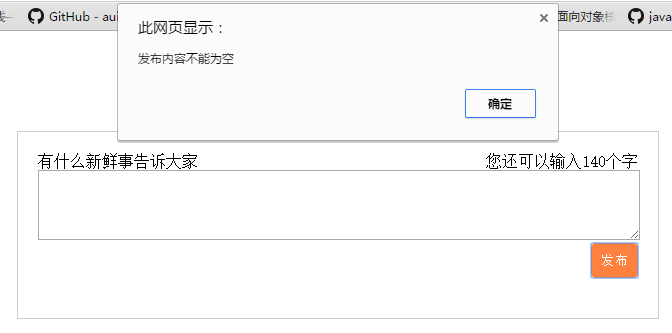 GitHub - aui
此网页显示：
面向对象
java
发布内容不能为空
确定
有什么新鲜事告诉大家
您还可以输入140个字
发布